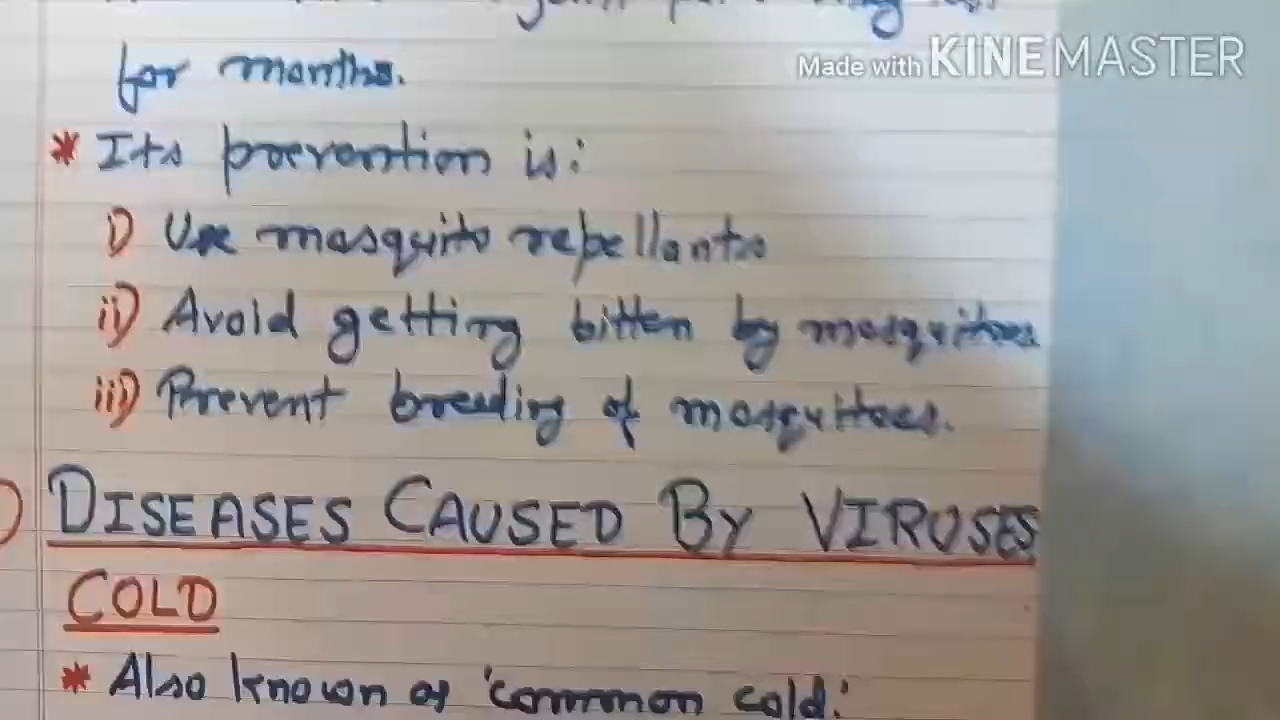 for months.
Made with KINEMASTER
* Its prevention is:
i) Use mosquito repellants
ii) Avoid getting bitten by mosquitoes
iii) Prevent breeding of mosquitoes.
DISEASES CAUSED BY VIRUSES
COLD
* Also known as 'common cold'